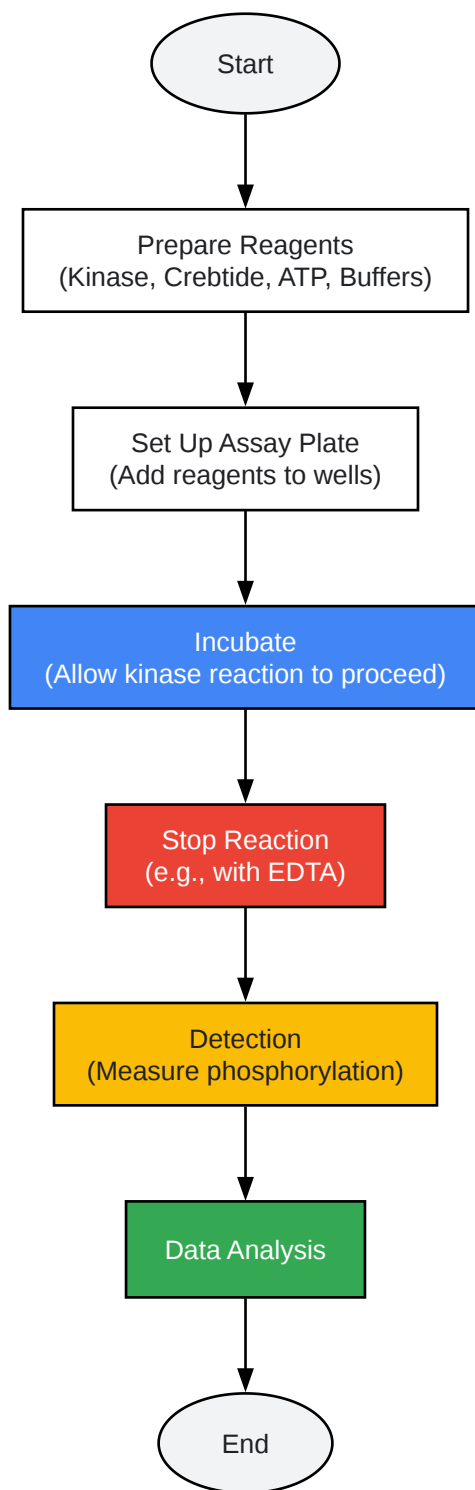 Start
Prepare Reagents
(Kinase, Crebtide, ATP, Buffers)
Set Up Assay Plate
(Add reagents to wells)
Incubate
(Allow kinase reaction to proceed)
Stop Reaction
(e.g., with EDTA)
Detection
(Measure phosphorylation)
Data Analysis
End